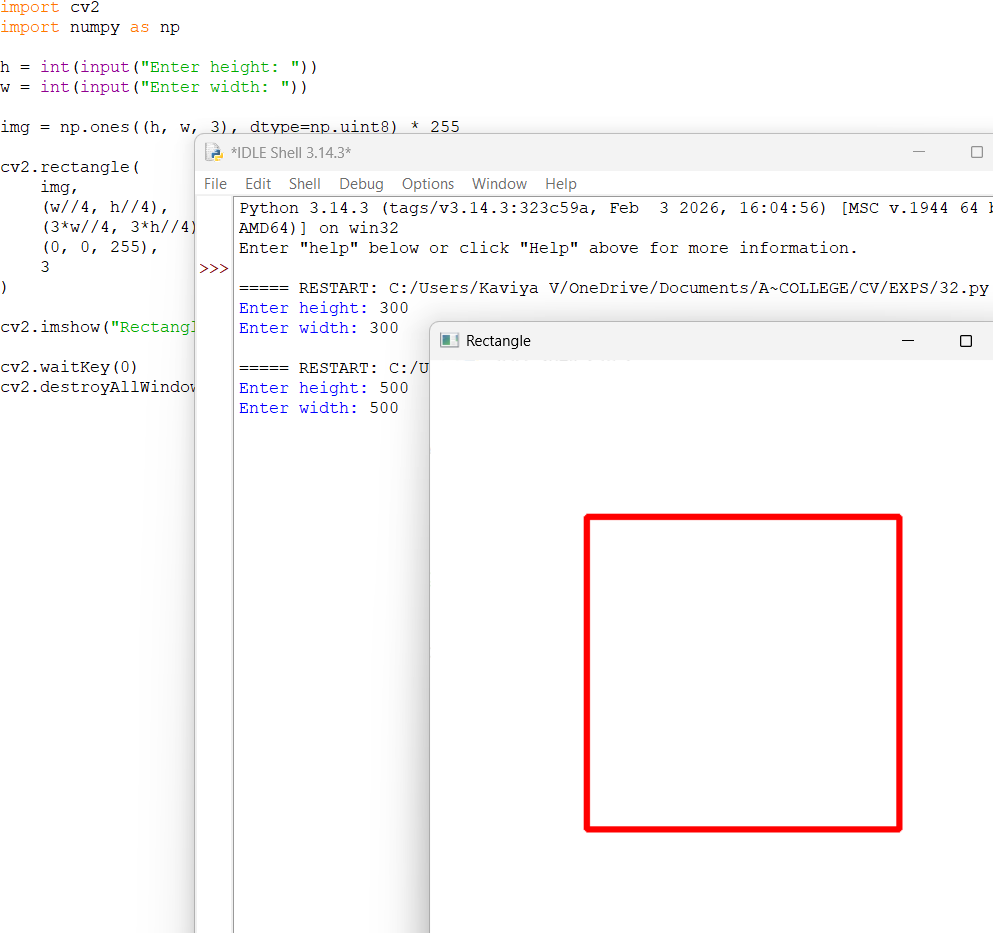 import cv2
import numpy as np
h = int(input("Enter height: "))
w = int(input("Enter width: "))
img = np.ones((h, w, 3), dtype=np.uint8) * 255
cv2.rectangle(
img,
(w//4, h//4),
(3*w//4, 3*h//4)
(0, 0, 255),
3
)
cv2.imshow("Rectangl
cv2.waitKey(0)
cv2.destroyAllWindow
*IDLE Shell 3.14.3*
File Edit Shell Debug Options Window Help
Python 3.14.3 (tags/v3.14.3:323c59a, Feb  3 2026, 16:04:56) [MSC v.1944 64 b
AMD64)] on win32
Enter "help" below or click "Help" above for more information.
>>>
===== RESTART: C:/Users/Kaviya V/OneDrive/Documents/A~COLLEGE/CV/EXPS/32.py
Enter height: 300
Enter width: 300
===== RESTART: C:/U
Enter height: 500
Enter width: 500
Rectangle